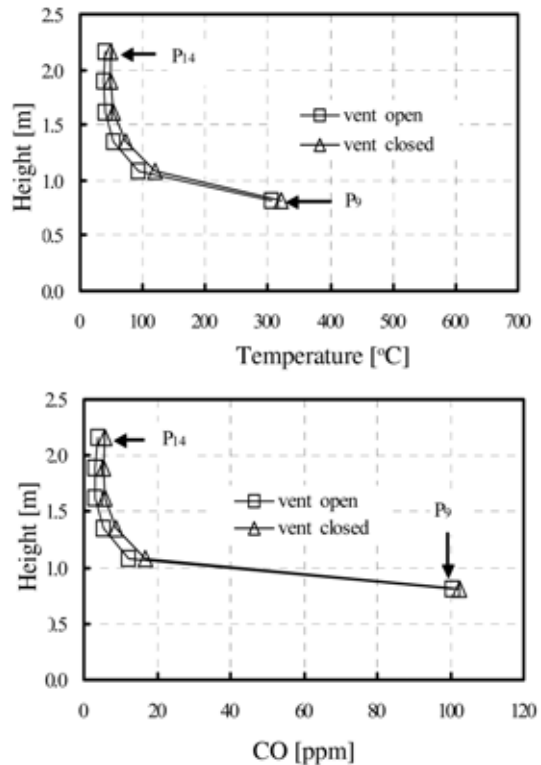 2.5
P14
2.0
1.5
vent open
vent closed
1.0
P9
0.5
0.0
Height [m]
0 100 200 300 400 500 600 700
Temperature [°C]
2.5
P14
2.0
P9
1.5
vent open
vent closed
1.0
0.5
0.0
Height [m]
0 20 40 60 80 100 120
CO [ppm]